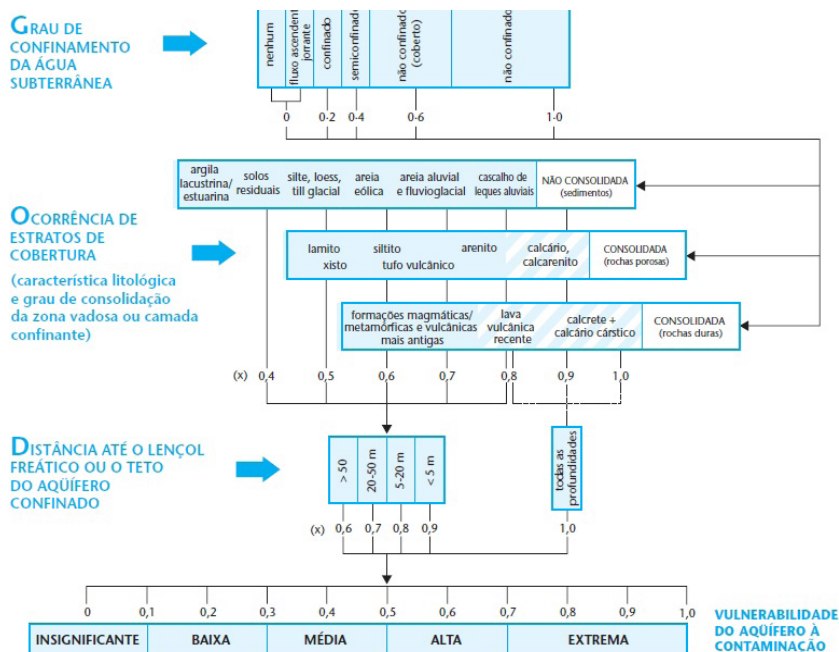 GRAU DE
CONFINAMENTO
DA ÁGUA
SUBTERRÂNEA
nenhum
fluxo ascendente
jorrante
confinado
semiconfinado
não confinado
(coberto)
não confinado
0 0·2 0·4 0·6 1·0
argila
lacustrina/
estuarina
solos
residuais
silte, loess,
till glacial
areia
eólica
areia aluvial
e fluvioglacial
cascalho de
leques aluviais
NÃO CONSOLIDADA
(sedimentos)
OCORRÊNCIA DE
ESTRATOS DE
COBERTURA
(característica litológica
e grau de consolidação
da zona vadosa ou camada
confinante)
lamito
xisto
siltito
tufo vulcânico
arenito
calcário,
calcarenito
CONSOLIDADA
(rochas porosas)
formações magmáticas/
metamórficas e vulcânicas
mais antigas
lava
vulcânica
recente
calcrete +
calcário cárstico
CONSOLIDADA
(rochas duras)
(x) 0,4 0,5 0,6 0,7 0,8 0,9 1,0
DISTÂNCIA ATÉ O LENÇOL
FREÁTICO OU O TETO
DO AQÜÍFERO
CONFINADO
> 50
20-50 m
5-20 m
< 5 m
todas as
profundidades
(x) 0,6 0,7 0,8 0,9 1,0
0 0,1 0,2 0,3 0,4 0,5 0,6 0,7 0,8 0,9 1,0
INSIGNIFICANTE BAIXA MÉDIA ALTA EXTREMA
VULNERABILIDADE
DO AQÜÍFERO À
CONTAMINAÇÃO